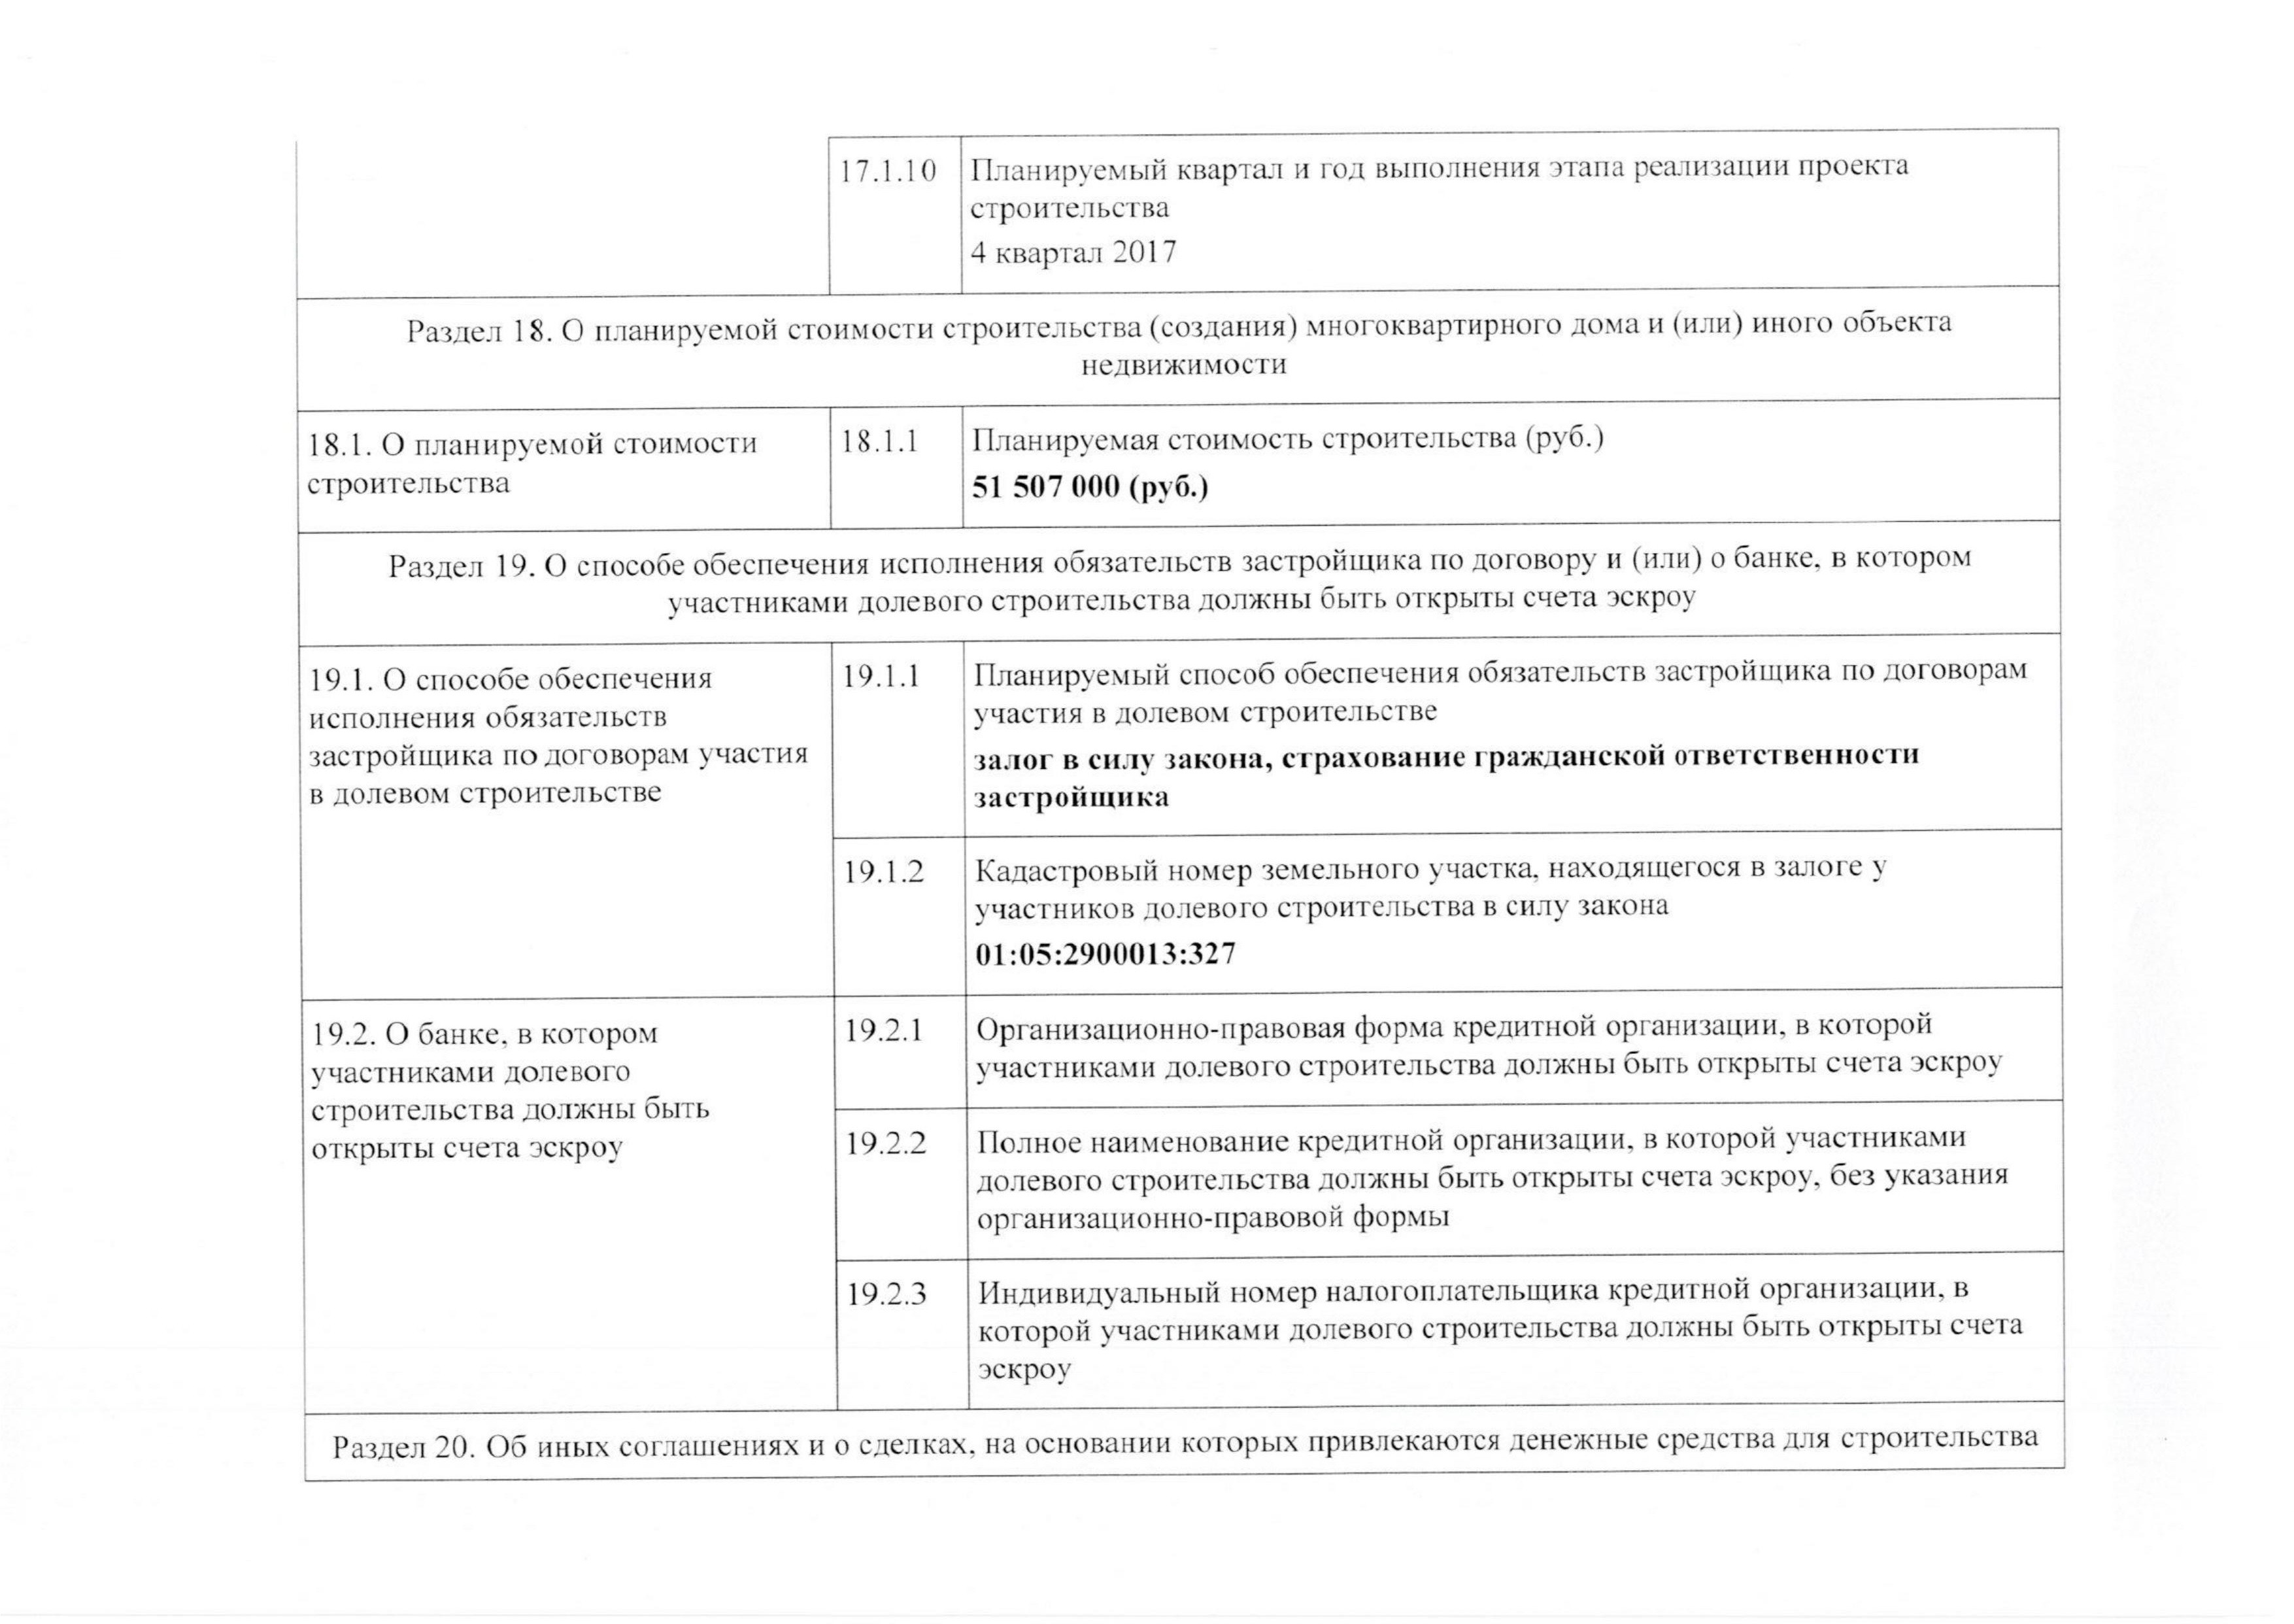 17.1.10
Планируемый квартал и год выполнения этапа реализации проекта
строительства
4 квартал 2017
Раздел 18. О планируемой стоимости строительства (создания) многоквартирного дома и (или) иного объекта
недвижимости
18.1. О планируемой стоимости
строительства
18.1.1
Планируемая стоимость строительства (руб.)
51 507 000 (руб.)
Раздел 19. О способе обеспечения исполнения обязательств застройщика по договору и (или) о банке, в котором
участниками долевого строительства должны быть открыты счета эскроу
19.1. О способе обеспечения
исполнения обязательств
застройщика по договорам участия
в долевом строительстве
19.1.1
Планируемый способ обеспечения обязательств застройщика по договорам
участия в долевом строительстве
залог в силу закона, страхование гражданской ответственности
застройщика
19.1.2
Кадастровый номер земельного участка, находящегося в залоге у
участников долевого строительства в силу закона
01:05:2900013:327
19.2. О банке, в котором
участниками долевого
строительства должны быть
открыты счета эскроу
19.2.1
Организационно-правовая форма кредитной организации, в которой
участниками долевого строительства должны быть открыты счета эскроу
19.2.2
Полное наименование кредитной организации, в которой участниками
долевого строительства должны быть открыты счета эскроу, без указания
организационно-правовой формы
19.2.3
Индивидуальный номер налогоплательщика кредитной организации, в
которой участниками долевого строительства должны быть открыты счета
эскроу
Раздел 20. Об иных соглашениях и о сделках, на основании которых привлекаются денежные средства для строительства